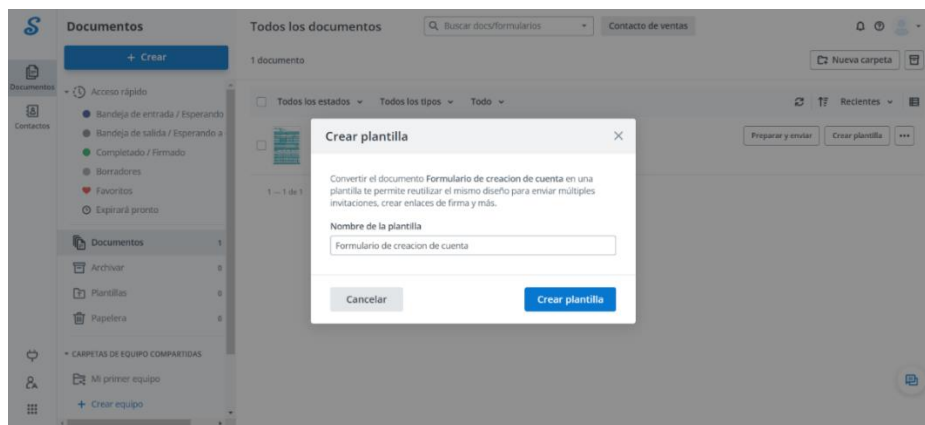 Documentos
Todos los documentos
Buscar docs/formularios
Contacto de ventas
+ Crear
1 documento
Nueva carpeta
Documentos
Contactos
Acceso rápido
Bandeja de entrada / Esperando
Bandeja de salida / Esperando a
Completado / Firmado
Borradores
Favoritos
Expirará pronto
Todos los estados
Todos los tipos
Todo
Recientes
Preparar y enviar
Crear plantilla
1 — 1 de 1
Documentos 1
Archivar 0
Plantillas 0
Papelera 0
CARPETAS DE EQUIPO COMPARTIDAS
Mi primer equipo
+ Crear equipo
Crear plantilla
Convertir el documento Formulario de creacion de cuenta en una
plantilla te permite reutilizar el mismo diseño para enviar múltiples
invitaciones, crear enlaces de firma y más.
Nombre de la plantilla
Formulario de creacion de cuenta
Cancelar
Crear plantilla